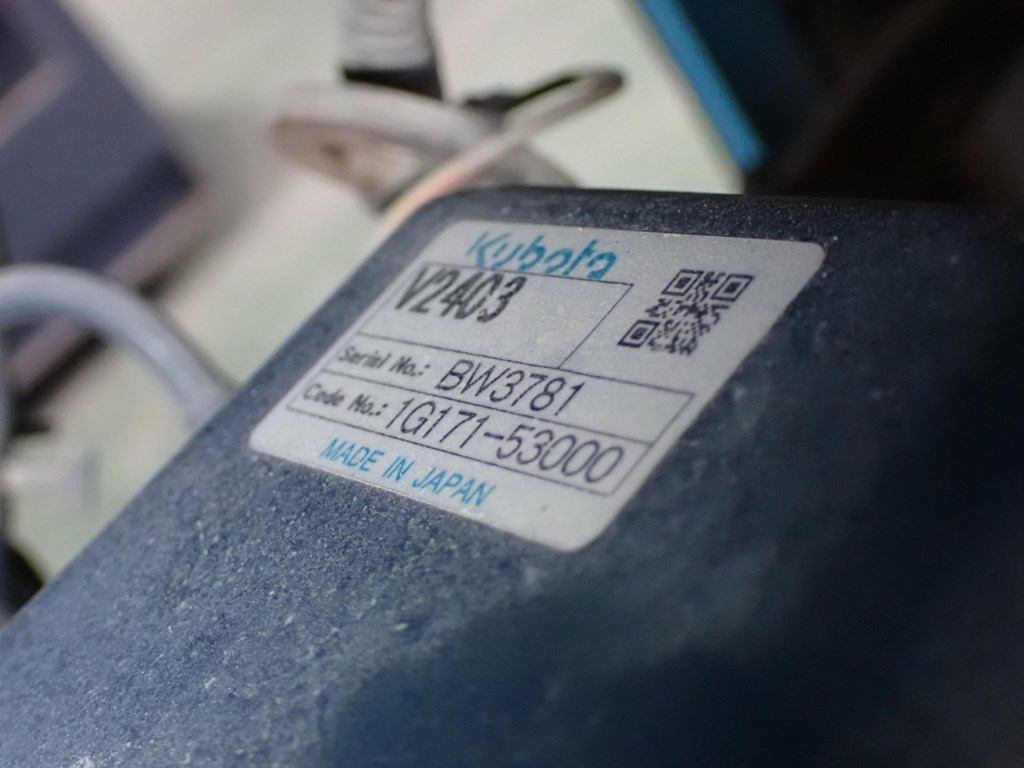 Kubota
V2403
Serial No.: BW3781
Code No.: 1G171-53000
MADE IN JAPAN